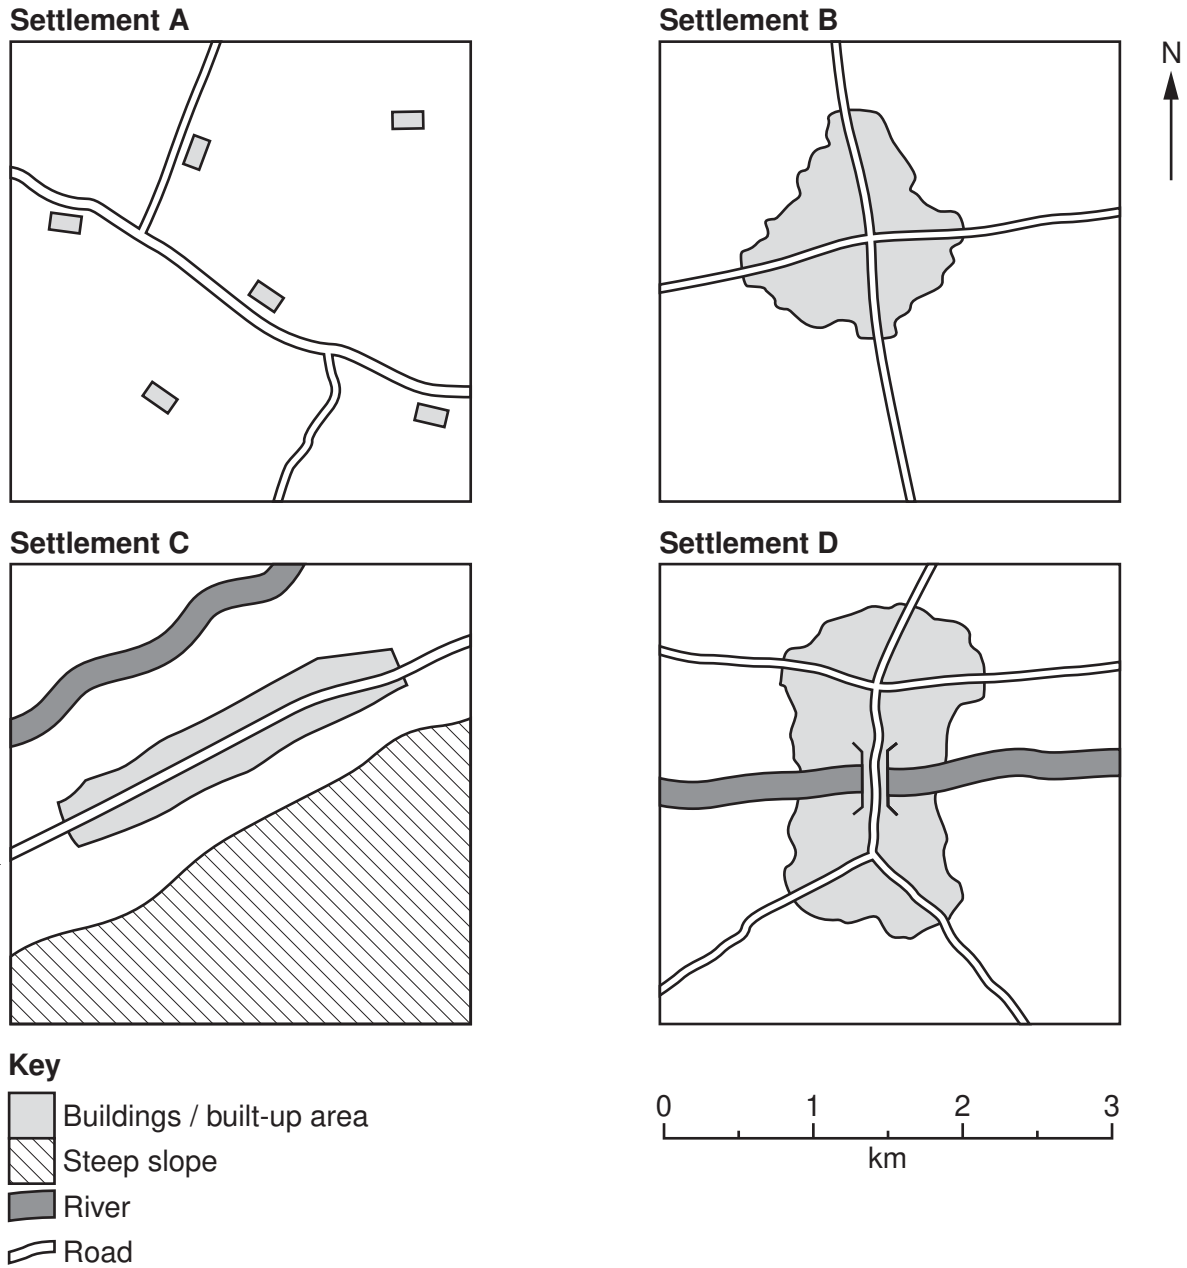 Settlement A
Settlement B
N
Settlement C
Settlement D
Key
Buildings / built-up area
Steep slope
River
Road
0 1 2 3
km